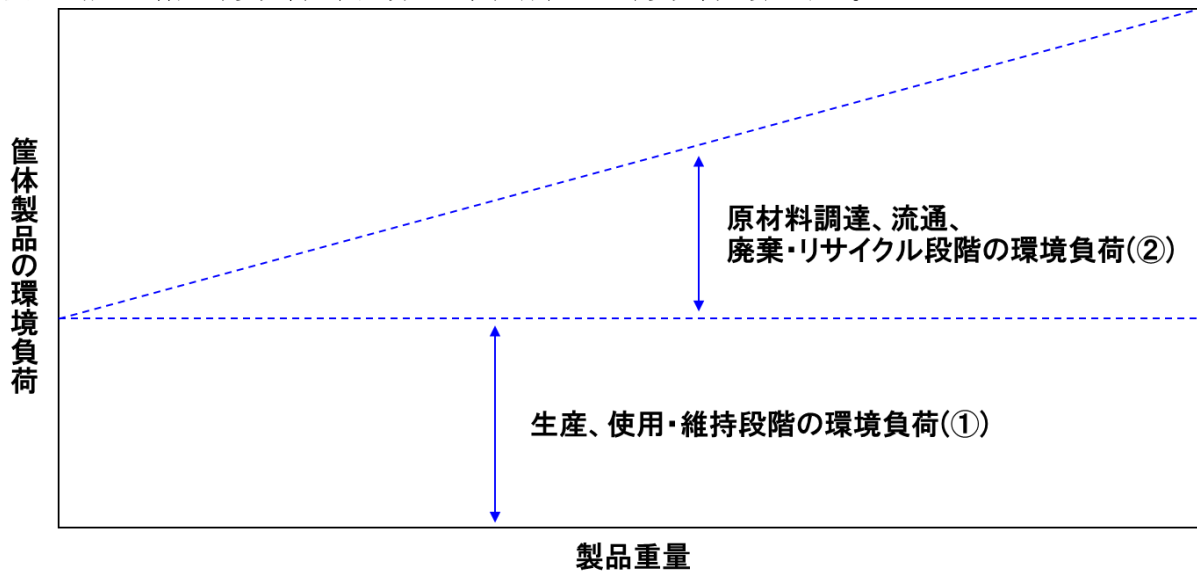 筐体製品の環境負荷
原材料調達、流通、
廃棄・リサイクル段階の環境負荷(②)
生産、使用・維持段階の環境負荷(①)
製品重量